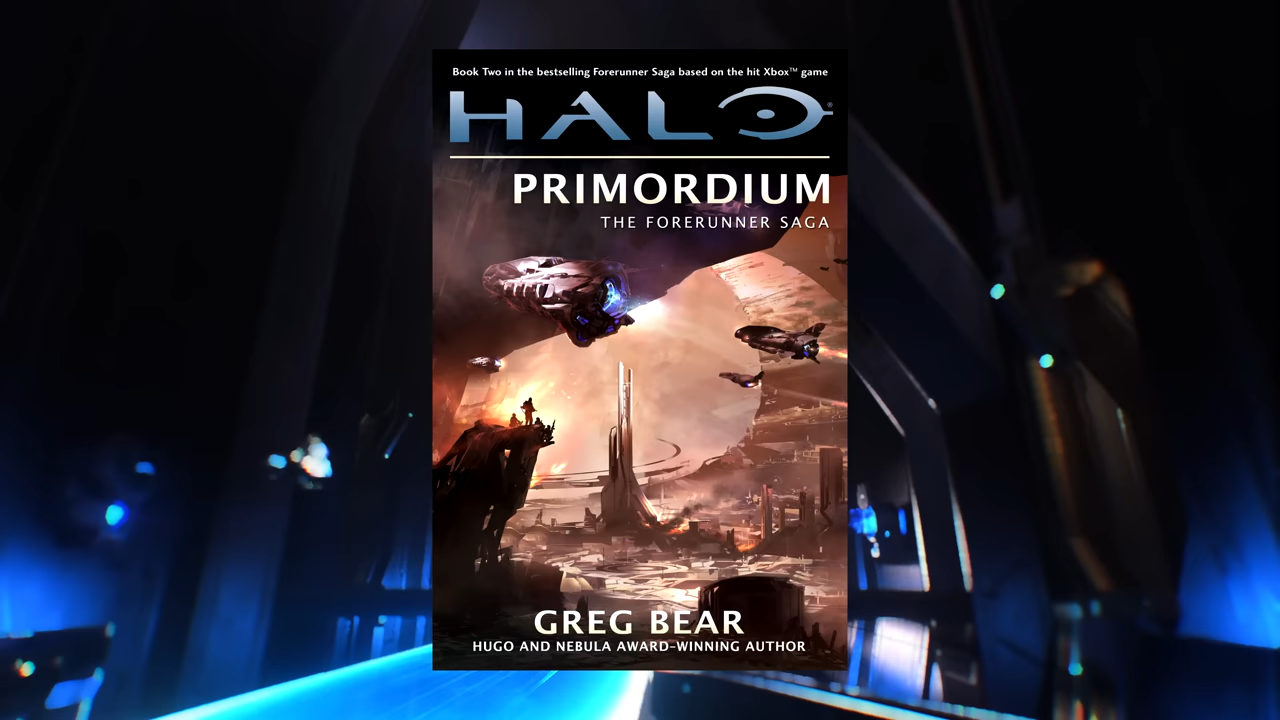 Book Two in the bestselling Forerunner Saga based on the hit Xbox™ game
HALO®
PRIMORDIUM
THE FORERUNNER SAGA
GREG BEAR
HUGO AND NEBULA AWARD-WINNING AUTHOR